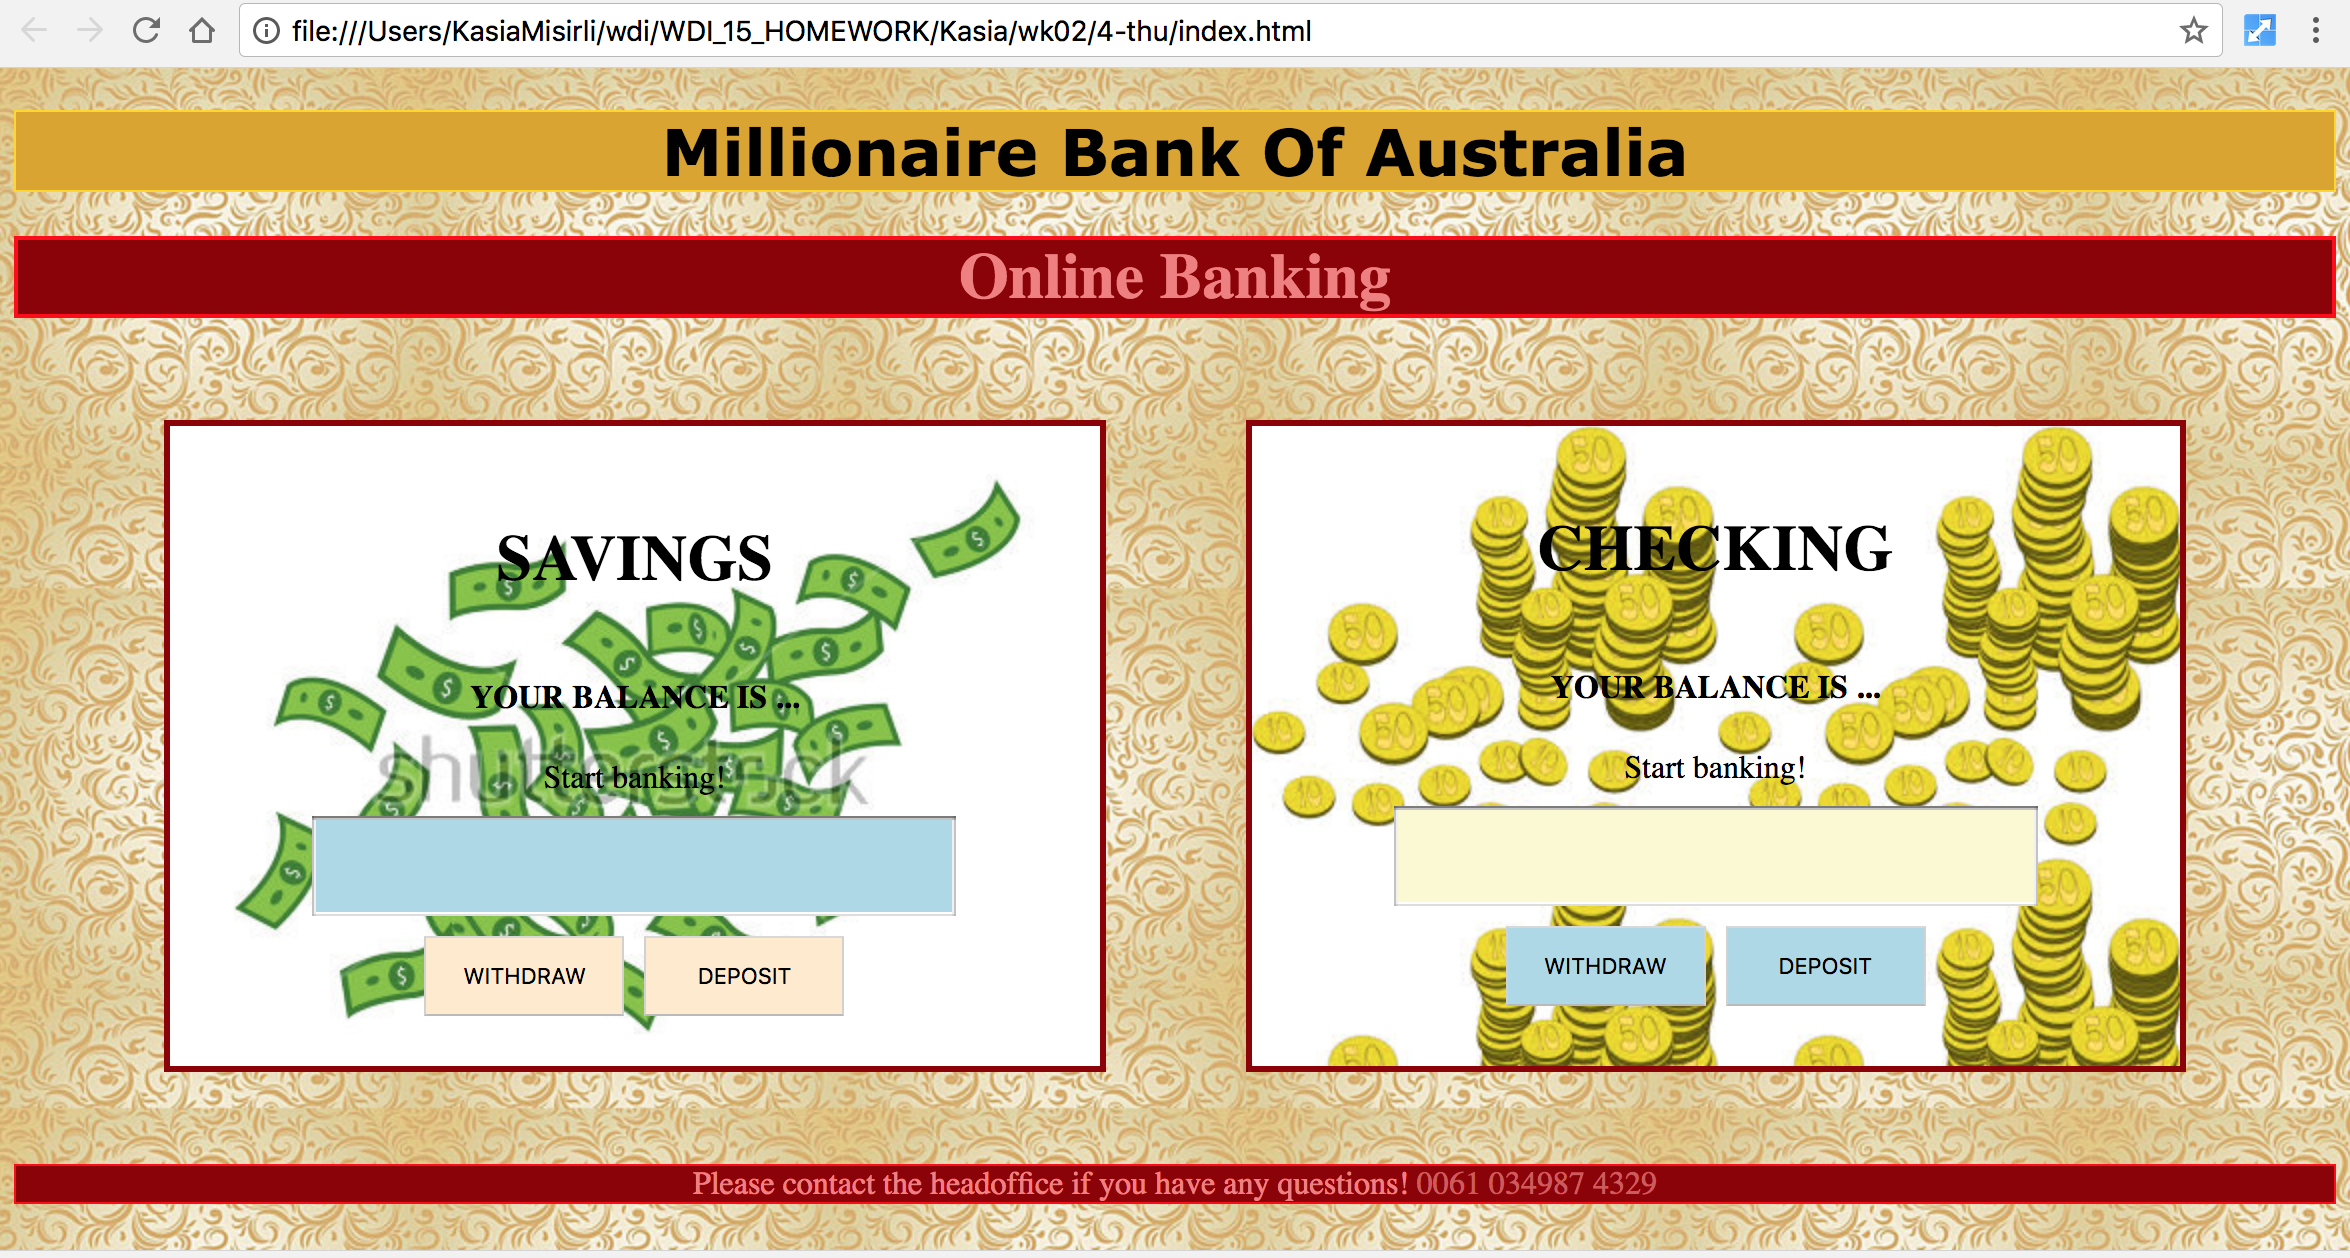 file:///Users/KasiaMisirli/wdi/WDI_15_HOMEWORK/Kasia/wk02/4-thu/index.html
Millionaire Bank Of Australia
Online Banking
SAVINGS
YOUR BALANCE IS ...
shutterstock
Start banking!
WITHDRAW DEPOSIT
CHECKING
YOUR BALANCE IS ...
Start banking!
WITHDRAW DEPOSIT
50
10
Please contact the headoffice if you have any questions! 0061 034987 4329